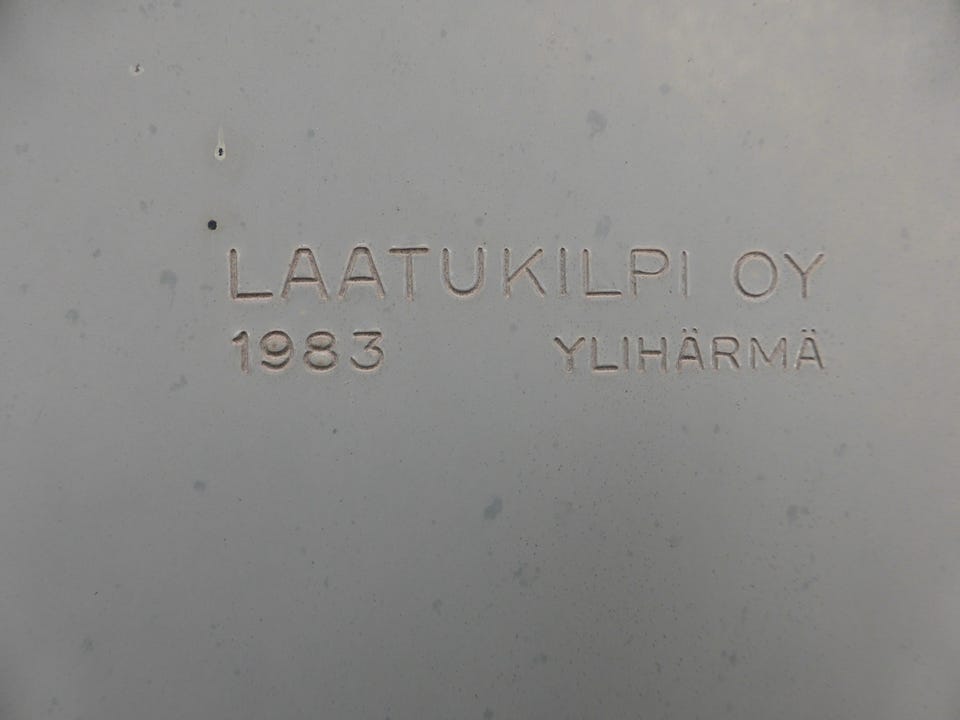 LAATUKILPI OY
1983 YLIHÄRMÄ